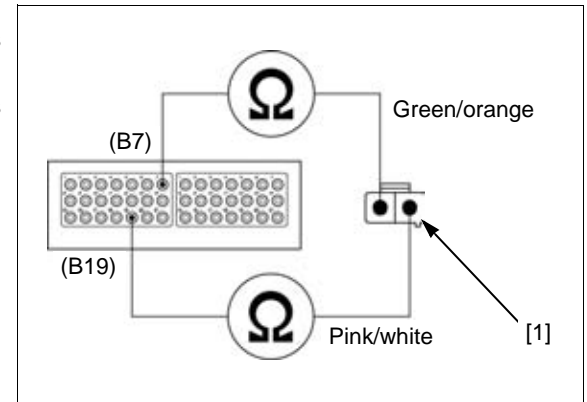 Ω
Green/orange
(B7)
(B19)
Ω
Pink/white
[1]